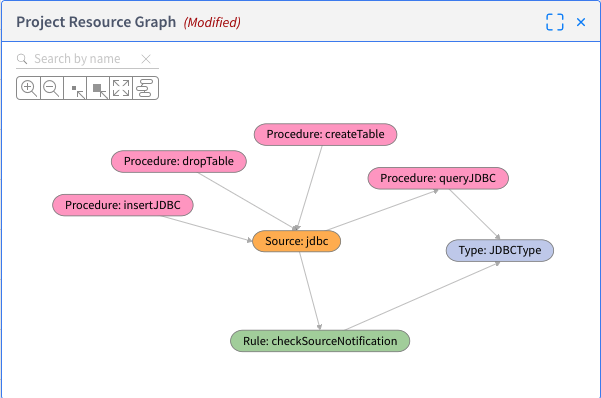 Project Resource Graph (Modified)
Search by name
Procedure: createTable
Procedure: dropTable
Procedure: queryJDBC
Procedure: insertJDBC
Source: jdbc
Type: JDBCType
Rule: checkSourceNotification